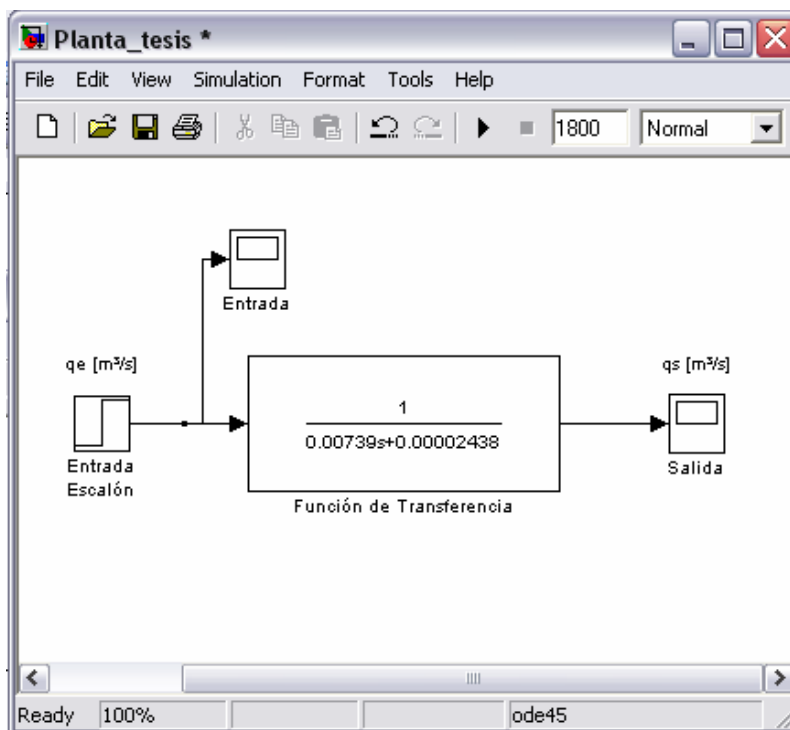 Planta_tesis *
File Edit View Simulation Format Tools Help
1800 Normal
Entrada
qe [m³/s]
qs [m³/s]
1
0.00739s+0.00002438
Entrada
Escalón
Salida
Función de Transferencia
Ready 100% ode45